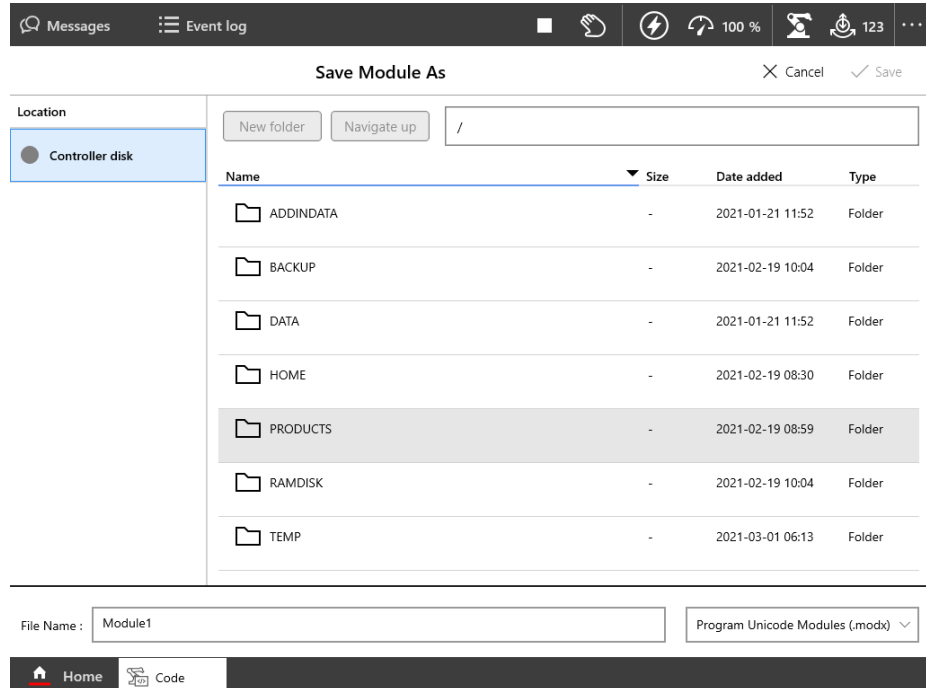 Messages Event log 100 % 123 ...
Save Module As Cancel Save
Location
Controller disk
New folder Navigate up /
Name Size Date added Type
ADDINDATA - 2021-01-21 11:52 Folder
BACKUP - 2021-02-19 10:04 Folder
DATA - 2021-01-21 11:52 Folder
HOME - 2021-02-19 08:30 Folder
PRODUCTS - 2021-02-19 08:59 Folder
RAMDISK - 2021-02-19 10:04 Folder
TEMP - 2021-03-01 06:13 Folder
File Name : Module1 Program Unicode Modules (.modx)
Home Code